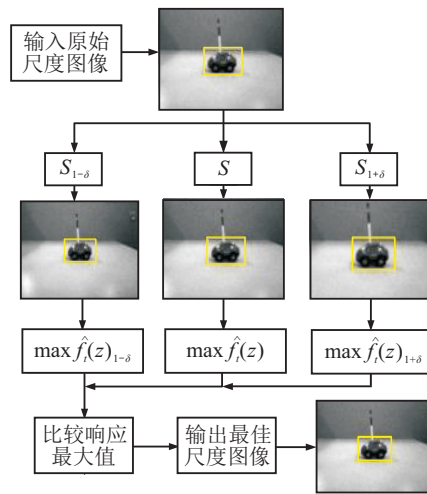 输入原始
尺度图像
S₁₋δ
S
S₁₊δ
max f̂ₜ(z)₁₋δ
max f̂ₜ(z)
max f̂ₜ(z)₁₊δ
比较响应
最大值
输出最佳
尺度图像